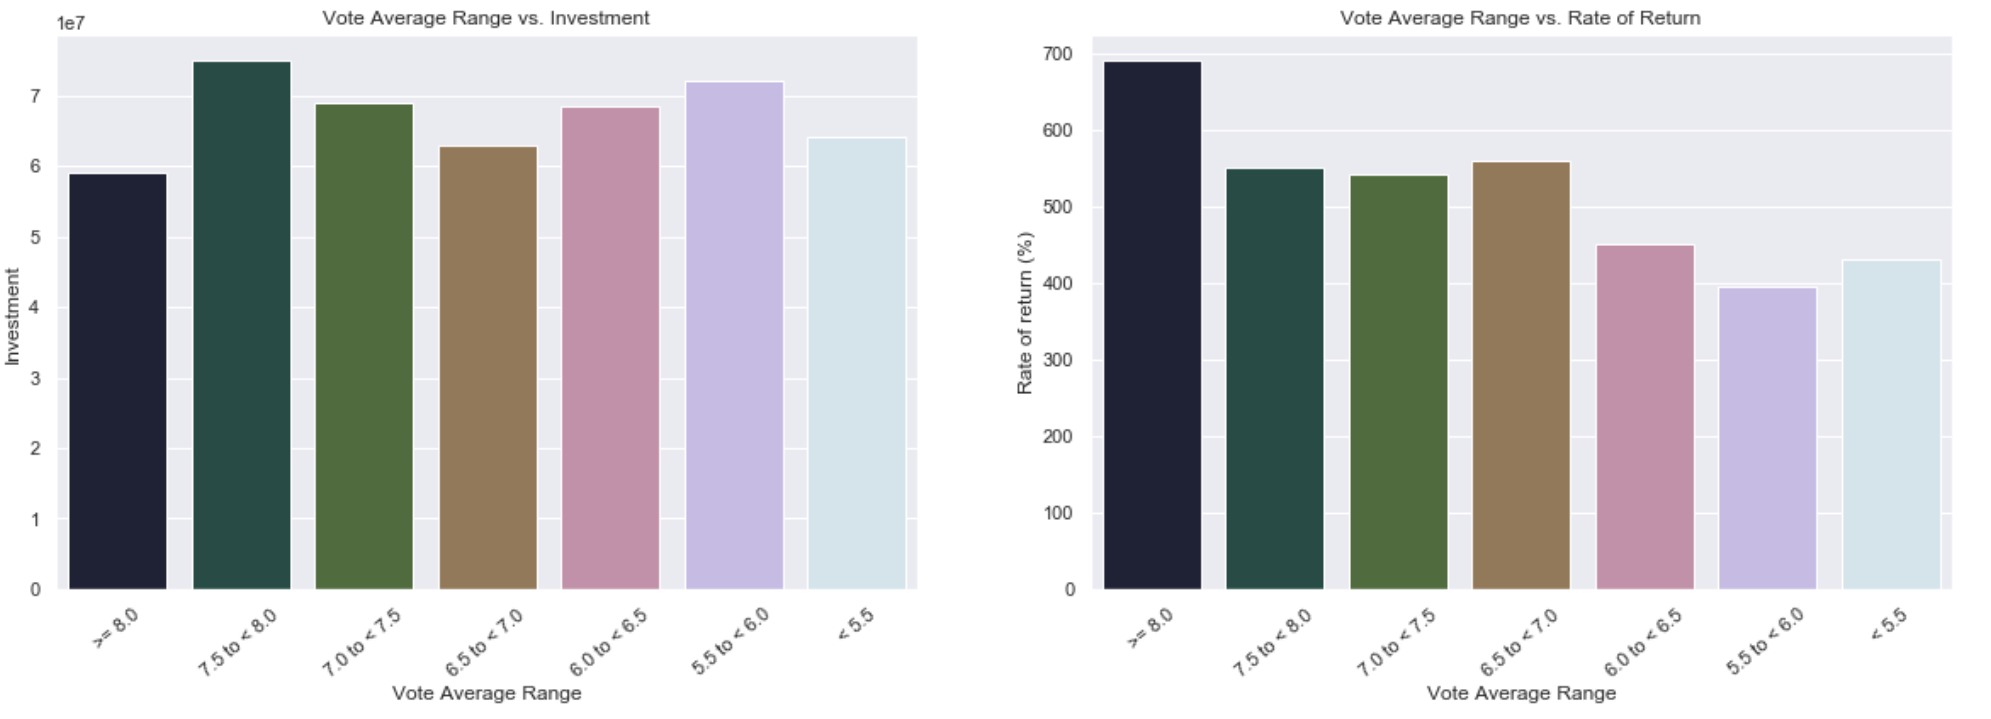 Vote Average Range vs. Investment
1e7
7
6
5
4
3
2
1
0
Investment
>= 8.0
7.5 to < 8.0
7.0 to < 7.5
6.5 to < 7.0
6.0 to < 6.5
5.5 to < 6.0
< 5.5
Vote Average Range
Vote Average Range vs. Rate of Return
700
600
500
400
300
200
100
0
Rate of return (%)
>= 8.0
7.5 to < 8.0
7.0 to < 7.5
6.5 to < 7.0
6.0 to < 6.5
5.5 to < 6.0
< 5.5
Vote Average Range